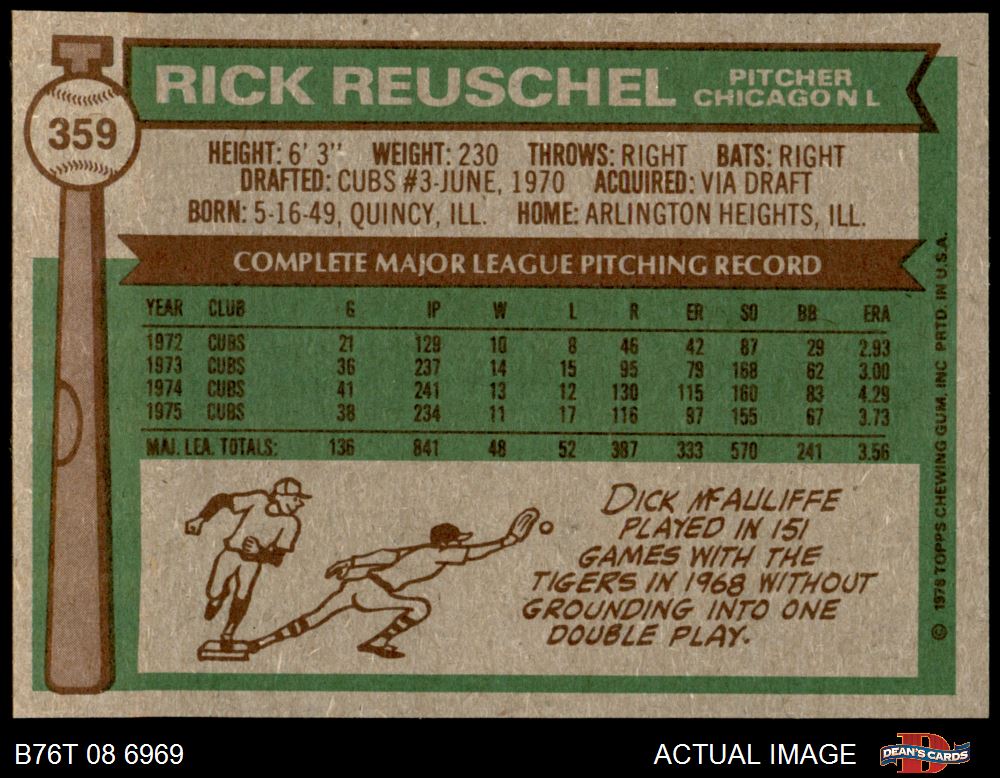 RICK REUSCHEL
PITCHER
CHICAGO N L
359
HEIGHT: 6' 3" WEIGHT: 230 THROWS: RIGHT BATS: RIGHT
DRAFTED: CUBS #3-JUNE, 1970 ACQUIRED: VIA DRAFT
BORN: 5-16-49, QUINCY, ILL. HOME: ARLINGTON HEIGHTS, ILL.
COMPLETE MAJOR LEAGUE PITCHING RECORD
YEAR CLUB G IP W L R ER SO BB ERA
1972 CUBS 21 129 10 8 46 42 87 29 2.93
1973 CUBS 36 237 14 15 95 79 168 62 3.00
1974 CUBS 41 241 13 12 130 115 160 83 4.29
1975 CUBS 38 234 11 17 116 97 155 67 3.73
MAJ. LEA. TOTALS: 136 841 48 52 387 333 570 241 3.56
DICK McAULIFFE
PLAYED IN 151
GAMES WITH THE
TIGERS IN 1968 WITHOUT
GROUNDING INTO ONE
DOUBLE PLAY.
© 1976 TOPPS CHEWING GUM, INC PRTD. IN U.S.A.
B76T 08 6969
ACTUAL IMAGE
D
DEAN'S CARDS